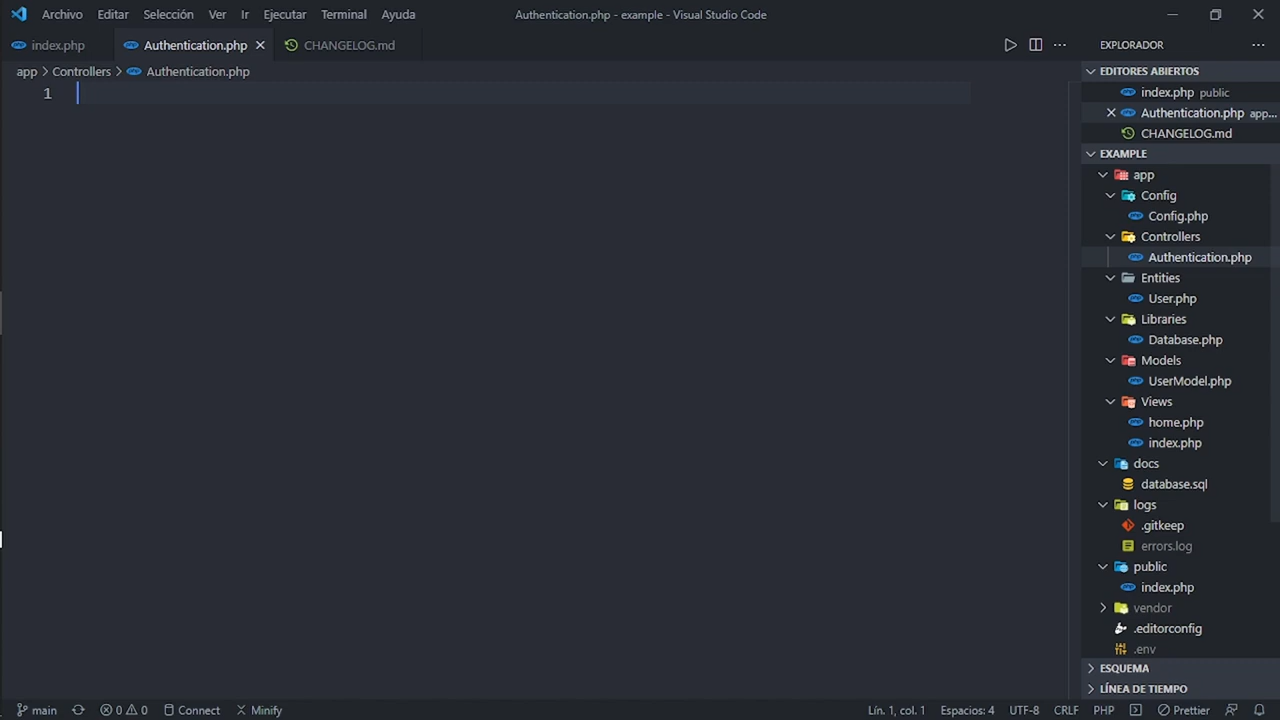 Archivo Editar Selección Ver Ir Ejecutar Terminal Ayuda Authentication.php - example - Visual Studio Code
index.php Authentication.php CHANGELOG.md
app Controllers Authentication.php
1
EXPLORADOR
EDITORES ABIERTOS
index.php public
Authentication.php app...
CHANGELOG.md
EXAMPLE
app
Config
Config.php
Controllers
Authentication.php
Entities
User.php
Libraries
Database.php
Models
UserModel.php
Views
home.php
index.php
docs
database.sql
logs
.gitkeep
errors.log
public
index.php
vendor
.editorconfig
.env
ESQUEMA
LÍNEA DE TIEMPO
main 0 0 Connect Minify Lín. 1, col. 1 Espacios: 4 UTF-8 CRLF PHP Prettier